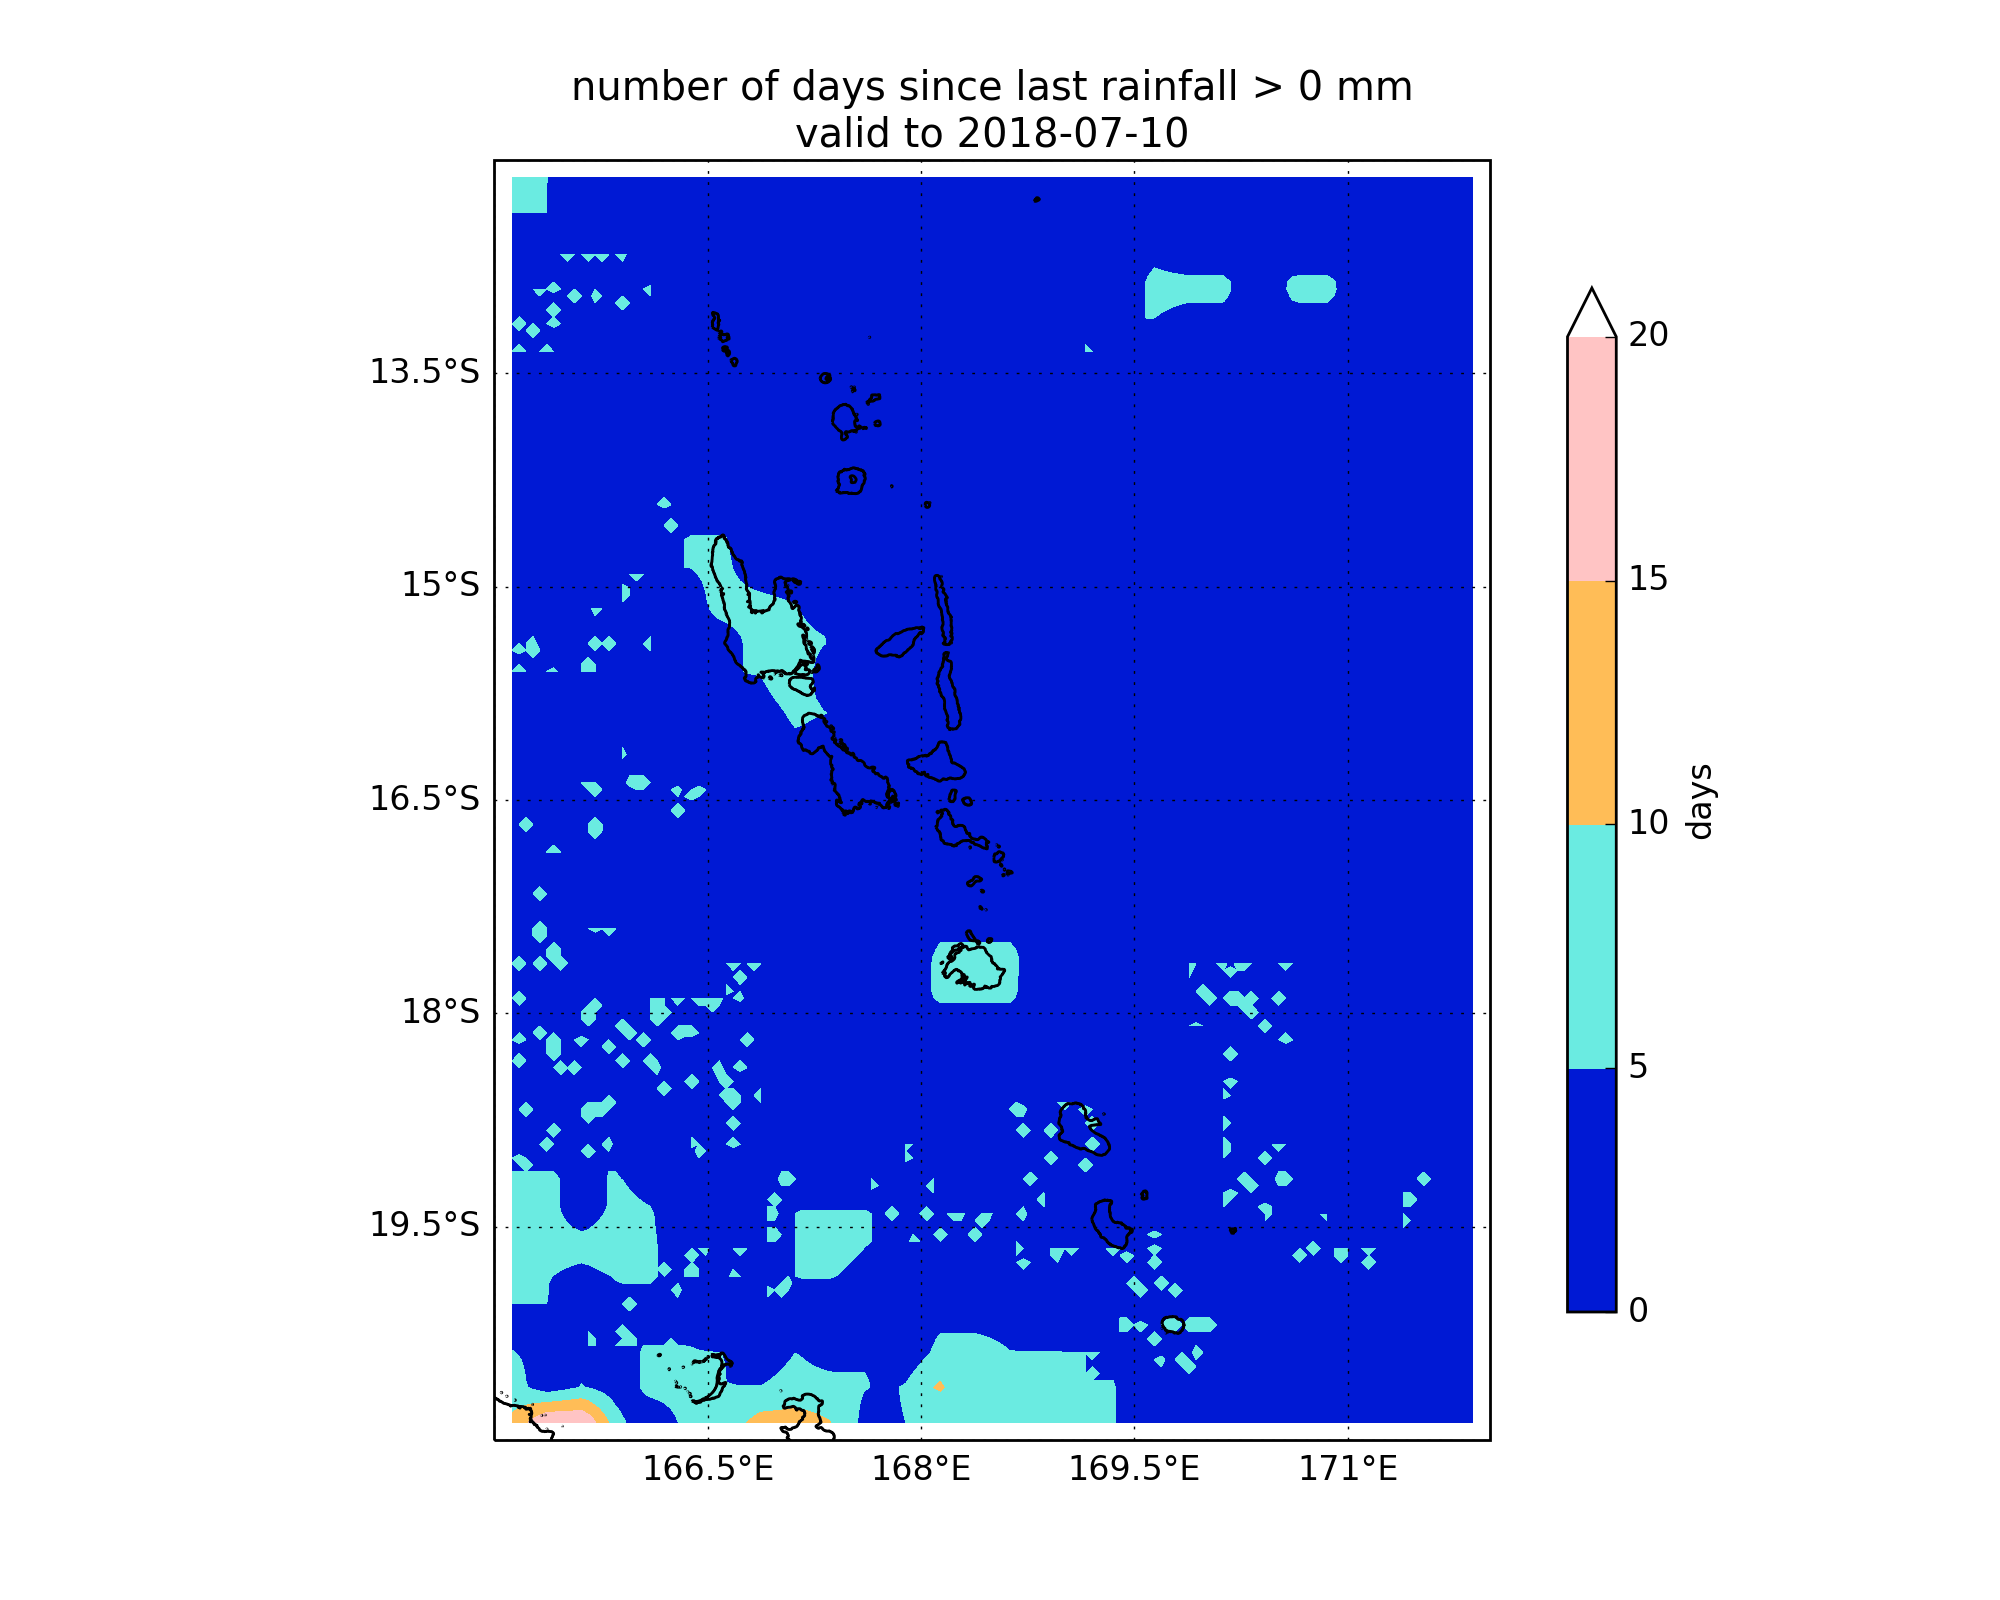 number of days since last rainfall > 0 mm
valid to 2018-07-10
13.5°S
15°S
16.5°S
18°S
19.5°S
166.5°E
168°E
169.5°E
171°E
20
15
10
5
0
days